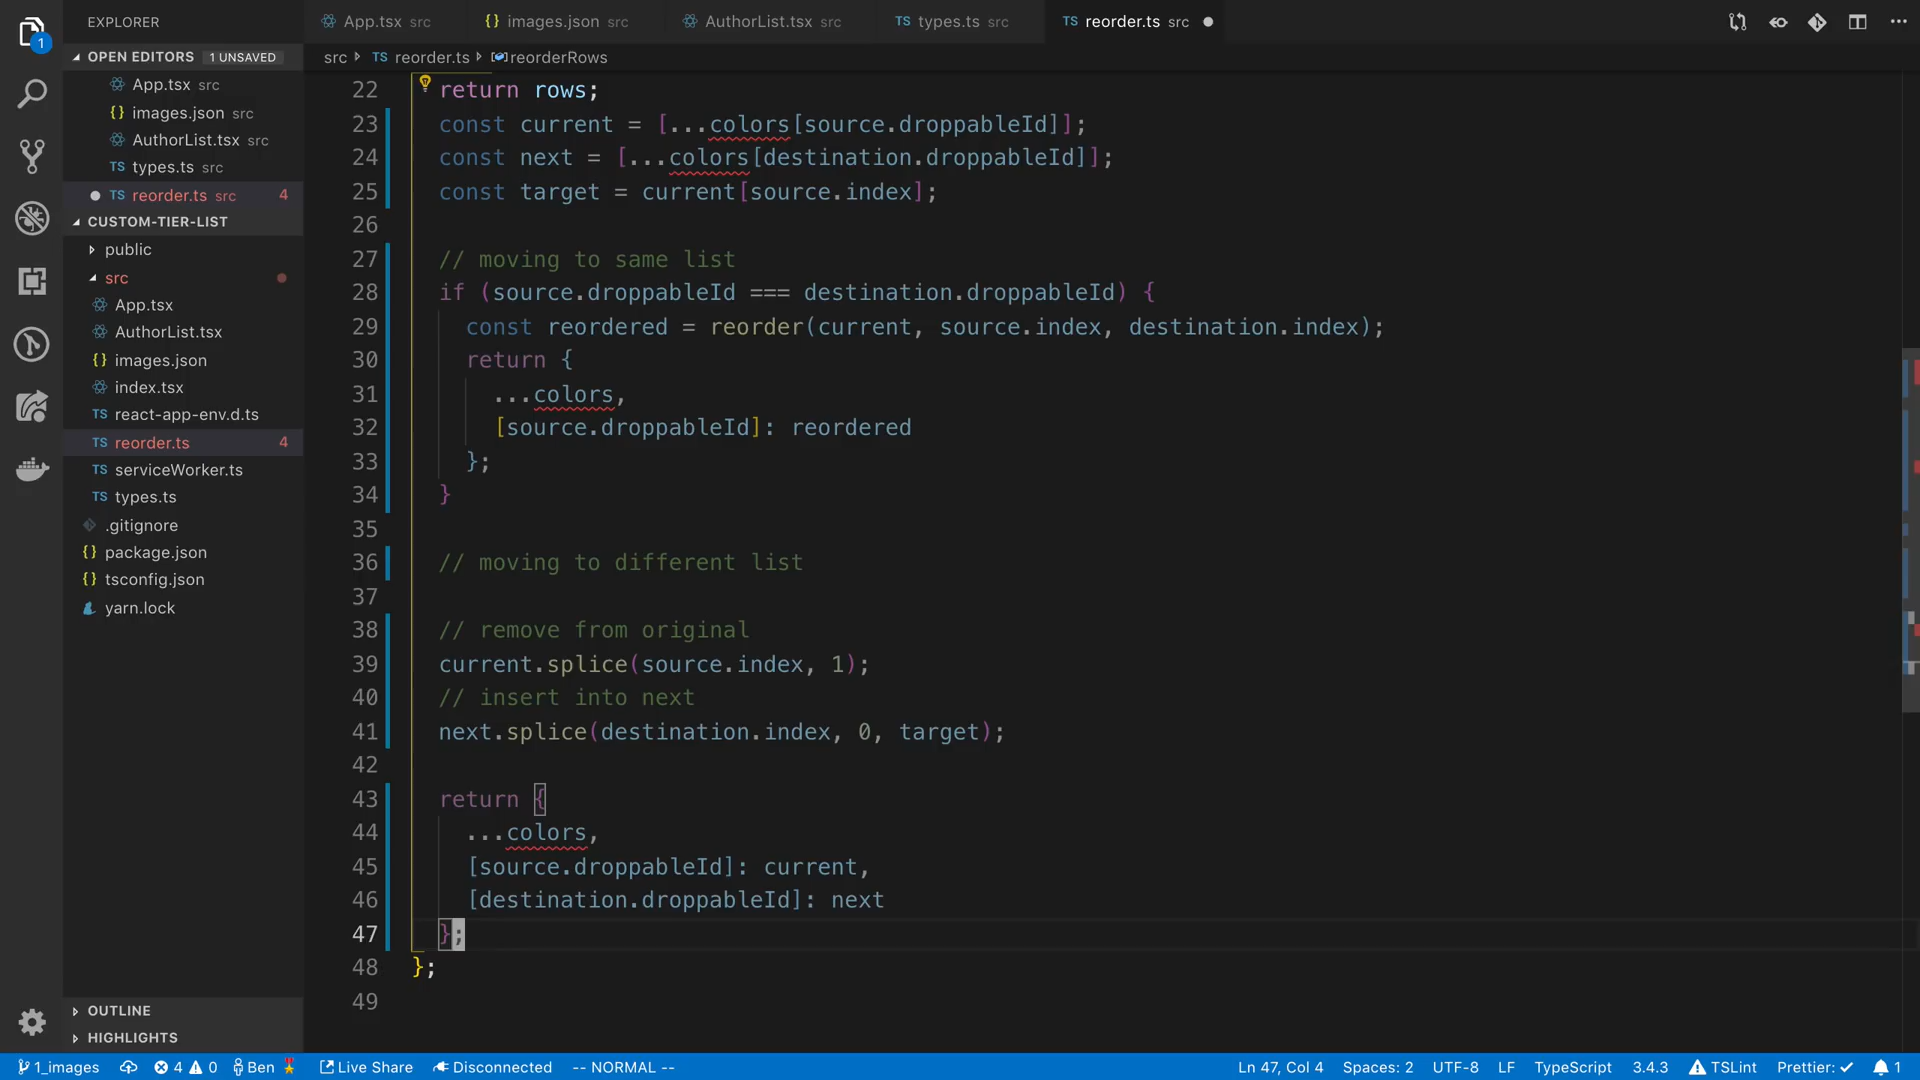 EXPLORER
App.tsx src
images.json src
AuthorList.tsx src
types.ts src
reorder.ts src
1
OPEN EDITORS 1 UNSAVED
App.tsx src
images.json src
AuthorList.tsx src
types.ts src
reorder.ts src 4
CUSTOM-TIER-LIST
public
src
App.tsx
AuthorList.tsx
images.json
index.tsx
react-app-env.d.ts
reorder.ts 4
serviceWorker.ts
types.ts
.gitignore
package.json
tsconfig.json
yarn.lock
OUTLINE
HIGHLIGHTS
src TS reorder.ts reorderRows
22 return rows;
23 const current = [...colors[source.droppableId]];
24 const next = [...colors[destination.droppableId]];
25 const target = current[source.index];
26
27 // moving to same list
28 if (source.droppableId === destination.droppableId) {
29 const reordered = reorder(current, source.index, destination.index);
30 return {
31 ...colors,
32 [source.droppableId]: reordered
33 };
34 }
35
36 // moving to different list
37
38 // remove from original
39 current.splice(source.index, 1);
40 // insert into next
41 next.splice(destination.index, 0, target);
42
43 return {
44 ...colors,
45 [source.droppableId]: current,
46 [destination.droppableId]: next
47 };
48 };
49
1_images 4 0 Ben Live Share Disconnected -- NORMAL -- Ln 47, Col 4 Spaces: 2 UTF-8 LF TypeScript 3.4.3 TSLint Prettier: ✓ 1